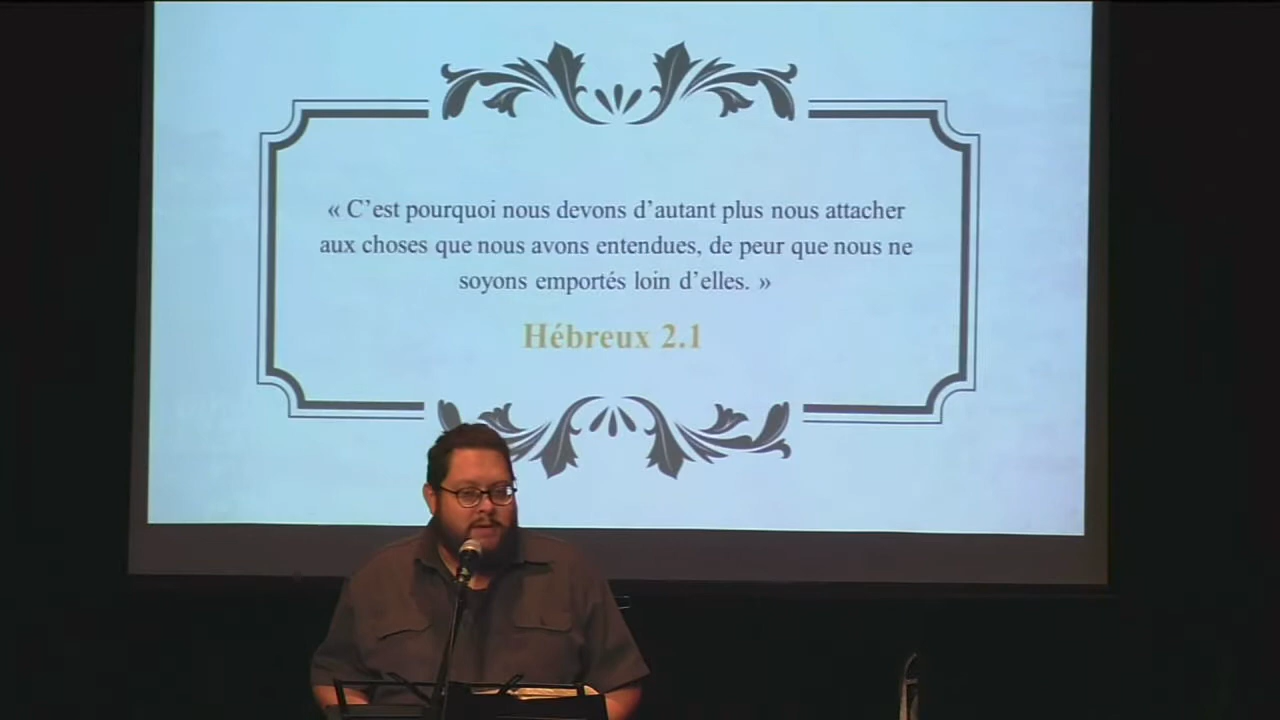 « C’est pourquoi nous devons d’autant plus nous attacher
aux choses que nous avons entendues, de peur que nous ne
soyons emportés loin d’elles. »
Hébreux 2.1